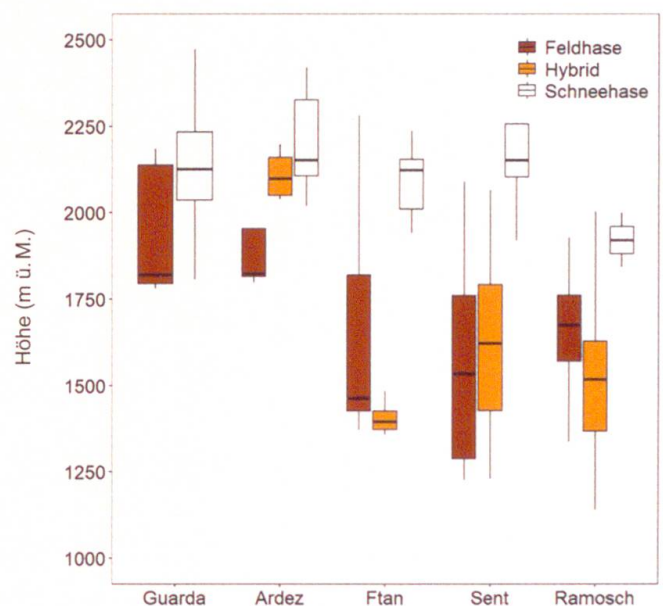 2500
2250
2000
1750
1500
1250
1000
Höhe (m ü. M.)
Feldhase
Hybrid
Schneehase
Guarda Ardez Ftan Sent Ramosch